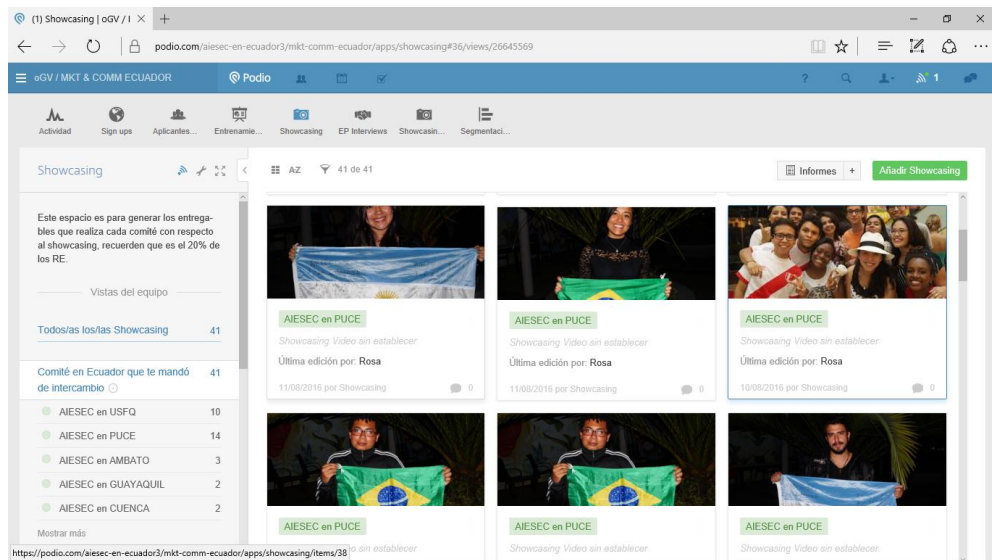 (1) Showcasing | oGV / I
podio.com/aiesec-en-ecuador3/mkt-comm-ecuador/apps/showcasing#36/views/26645569
oGV / MKT & COMM ECUADOR
Podio
?
1
Actividad
Sign ups
Aplicantes...
Entrenamie...
Showcasing
EP Interviews
Showcasin...
Segmentaci...
Showcasing
A-Z
41 de 41
Informes
+
Añadir Showcasing
Este espacio es para generar los entrega-
bles que realiza cada comité con respecto
al showcasing, recuerden que es el 20% de
los RE.
Vistas del equipo
Todos/as los/las Showcasing 41
Comité en Ecuador que te mandó 41
de intercambio
AIESEC en USFQ 10
AIESEC en PUCE 14
AIESEC en AMBATO 3
AIESEC en GUAYAQUIL 2
AIESEC en CUENCA 2
Mostrar más
https://podio.com/aiesec-en-ecuador3/mkt-comm-ecuador/apps/showcasing/items/38
AIESEC en PUCE
Showcasing Video sin establecer
Última edición por: Rosa
11/08/2016 por Showcasing 0
AIESEC en PUCE
Showcasing Video sin establecer
Última edición por: Rosa
11/08/2016 por Showcasing 0
AIESEC en PUCE
Showcasing Video sin establecer
Última edición por: Rosa
10/08/2016 por Showcasing 0
AIESEC en PUCE
sin establecer
AIESEC en PUCE
Showcasing Video sin establecer
AIESEC en PUCE
Showcasing Video sin establecer